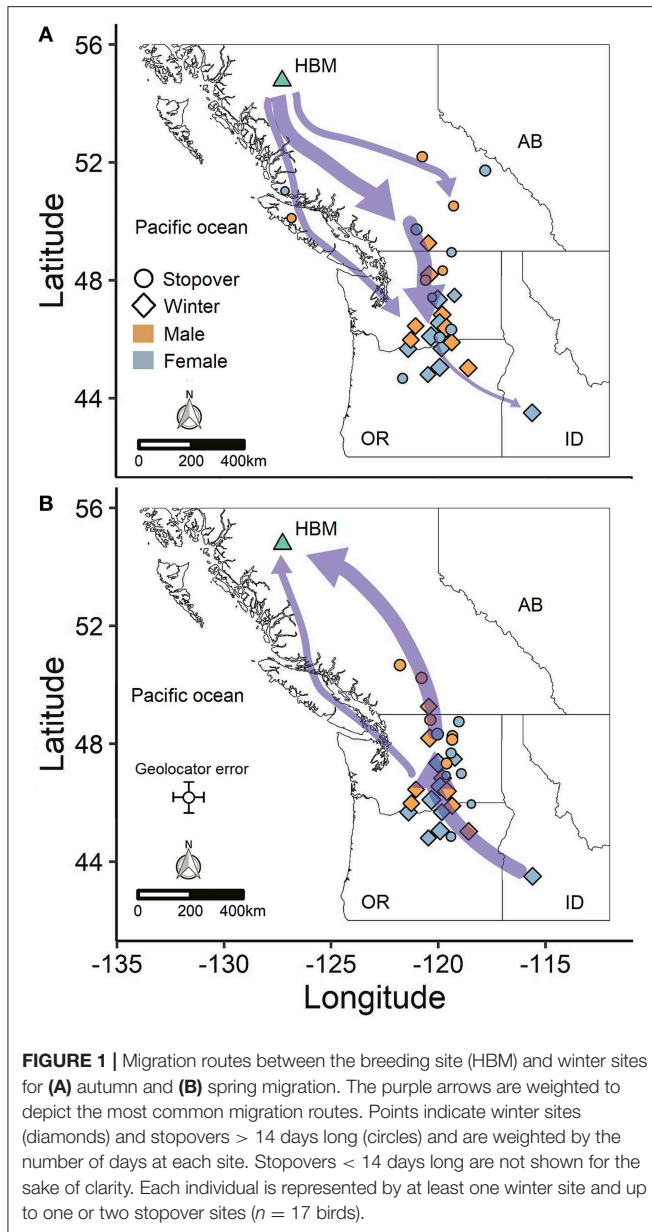 A
56
HBM
AB
52
Pacific ocean
Latitude
Stopover
Winter
48
Male
Female
N
44
0 200 400km
OR
ID
B
56
HBM
AB
52
Pacific ocean
Latitude
48
Geolocator error
N
44
0 200 400km
OR
ID
-135 -130 -125 -120 -115
Longitude
FIGURE 1 | Migration routes between the breeding site (HBM) and winter sites
for (A) autumn and (B) spring migration. The purple arrows are weighted to
depict the most common migration routes. Points indicate winter sites
(diamonds) and stopovers > 14 days long (circles) and are weighted by the
number of days at each site. Stopovers < 14 days long are not shown for the
sake of clarity. Each individual is represented by at least one winter site and up
to one or two stopover sites (n = 17 birds).